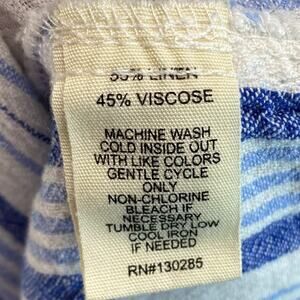 55% LINEN
45% VISCOSE
MACHINE WASH
COLD INSIDE OUT
WITH LIKE COLORS
GENTLE CYCLE
ONLY
NON-CHLORINE
BLEACH IF
NECESSARY
TUMBLE DRY LOW
COOL IRON
IF NEEDED
RN#130285